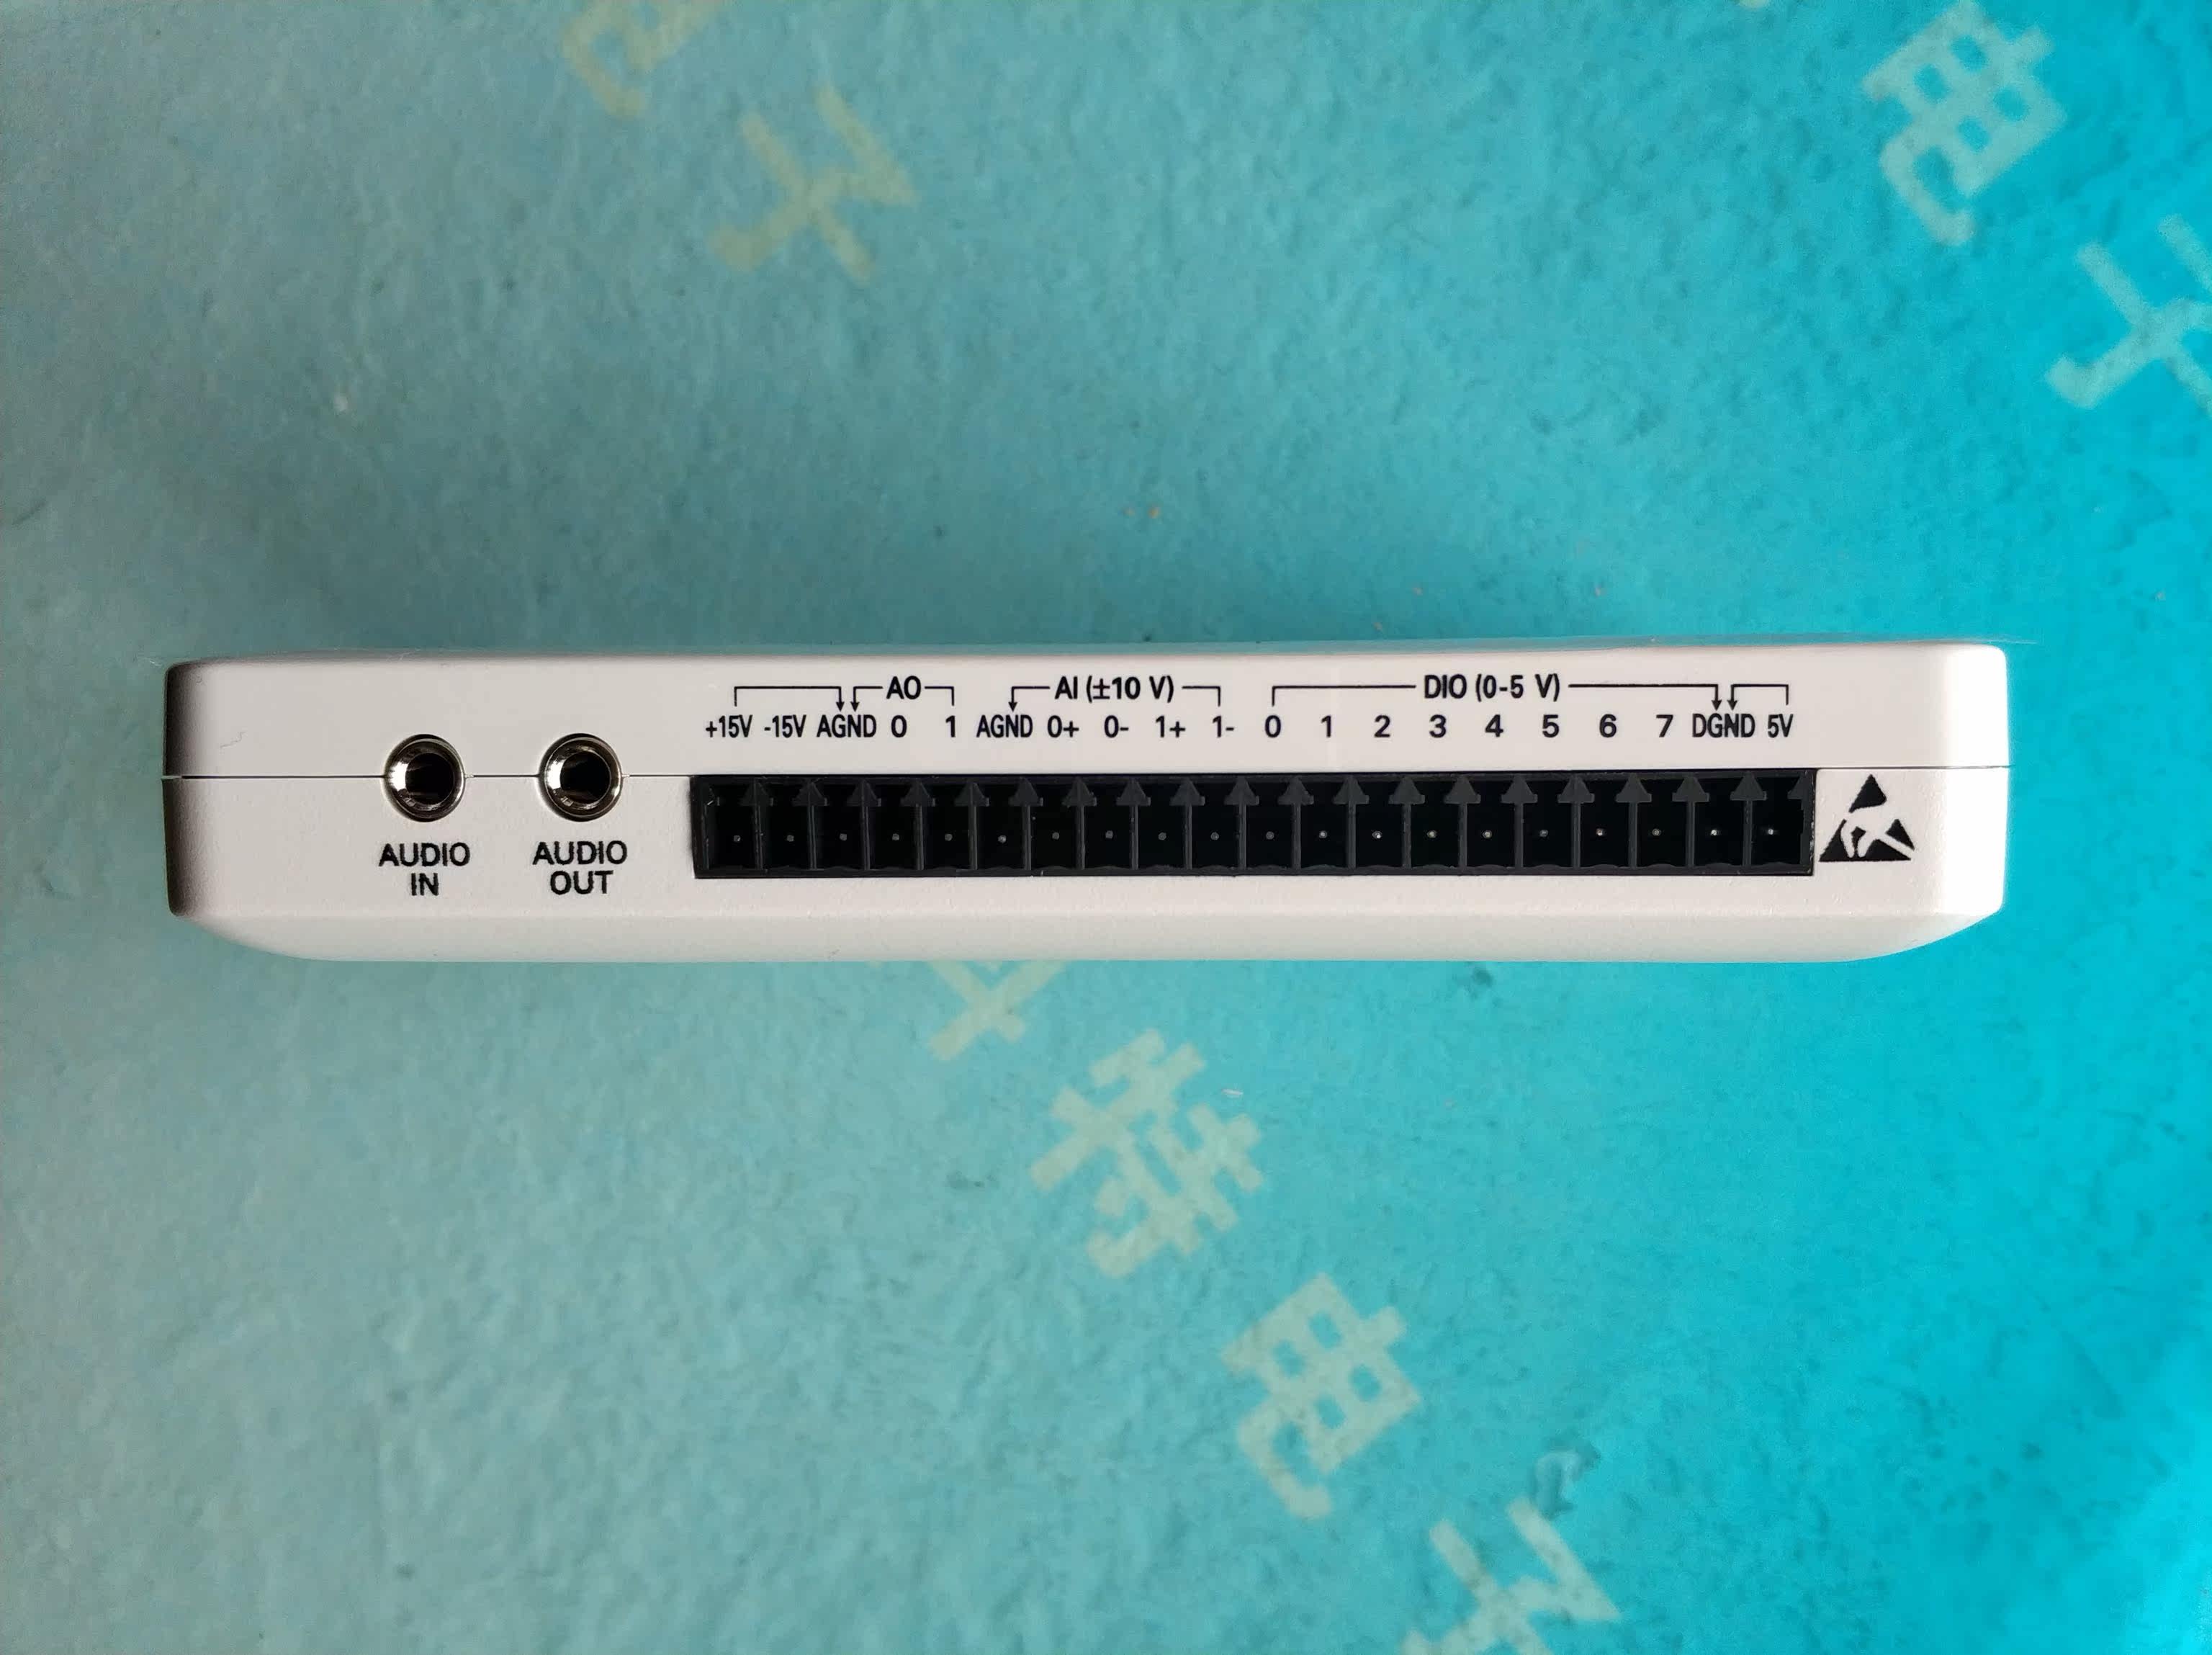 AO AI (±10 V) DIO (0-5 V)
+15V -15V AGND 0 1 AGND 0+ 0- 1+ 1- 0 1 2 3 4 5 6 7 DGND 5V
AUDIO IN
AUDIO OUT